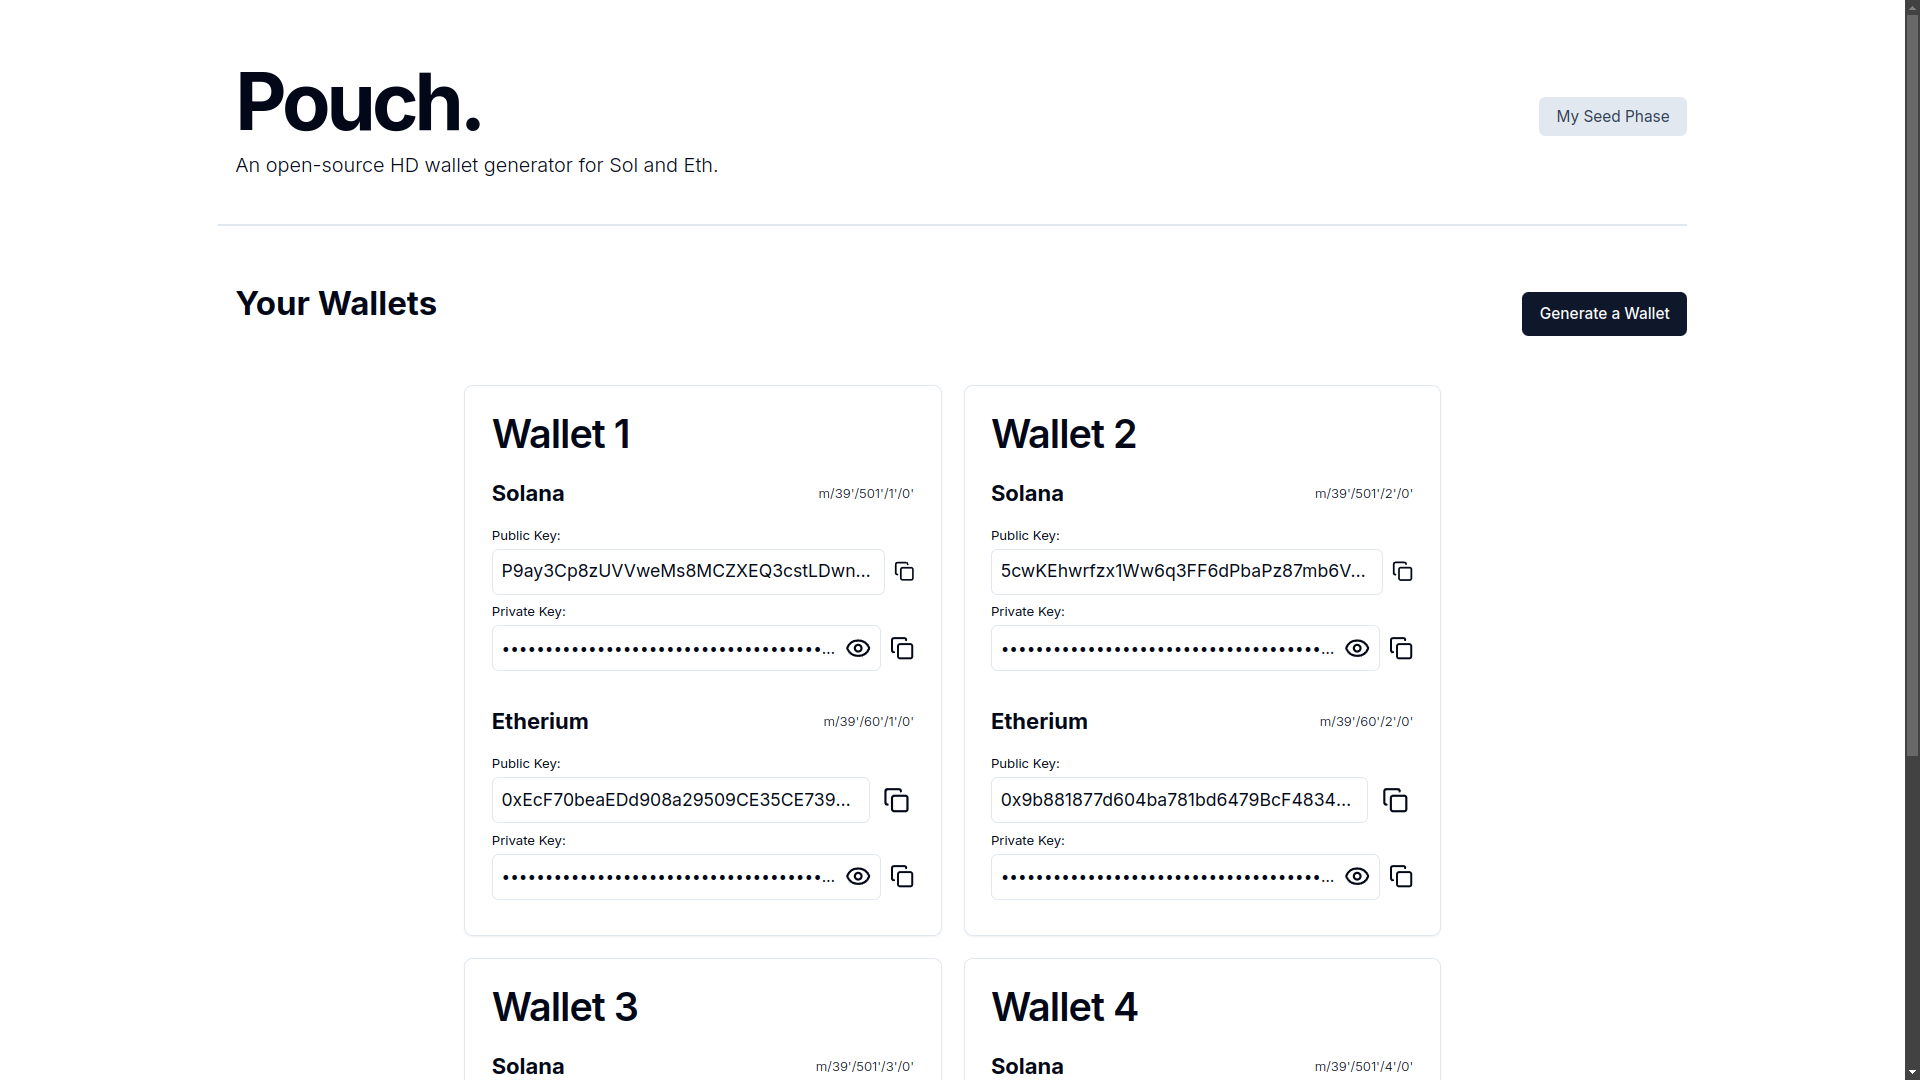 Pouch.
An open-source HD wallet generator for Sol and Eth.
My Seed Phase
Your Wallets
Generate a Wallet
Wallet 1
Solana m/39'/501'/1'/0'
Public Key:
P9ay3Cp8zUVVweMs8MCZXEQ3cstLDwn...
Private Key:
••••••••••••••••••••••••••••••••••••••...
Etherium m/39'/60'/1'/0'
Public Key:
0xEcF70beaEDd908a29509CE35CE739...
Private Key:
••••••••••••••••••••••••••••••••••••••...
Wallet 2
Solana m/39'/501'/2'/0'
Public Key:
5cwKEhwrfzx1Ww6q3FF6dPbaPz87mb6V...
Private Key:
••••••••••••••••••••••••••••••••••••••...
Etherium m/39'/60'/2'/0'
Public Key:
0x9b881877d604ba781bd6479BcF4834...
Private Key:
••••••••••••••••••••••••••••••••••••••...
Wallet 3
Solana m/39'/501'/3'/0'
Wallet 4
Solana m/39'/501'/4'/0'